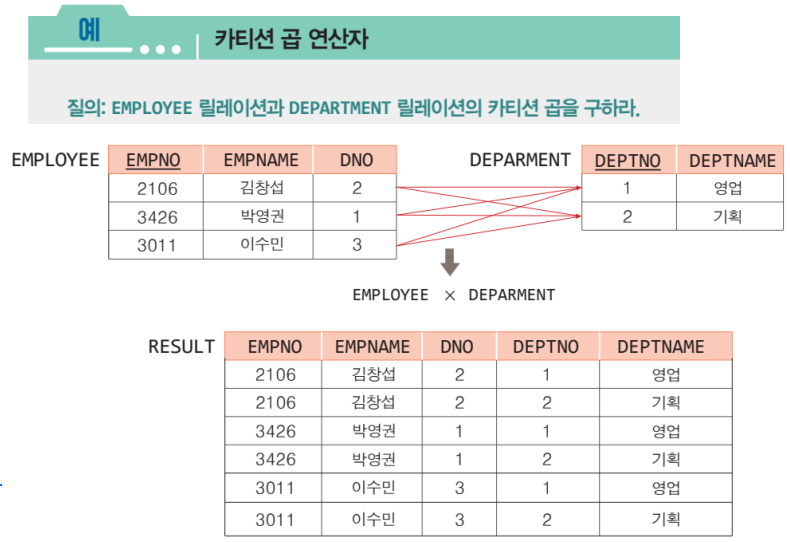 예
카티션 곱 연산자
질의: EMPLOYEE 릴레이션과 DEPARTMENT 릴레이션의 카티션 곱을 구하라.
EMPLOYEE EMPNO EMPNAME DNO
2106 김창섭 2
3426 박영권 1
3011 이수민 3
DEPARMENT DEPTNO DEPTNAME
1 영업
2 기획
EMPLOYEE × DEPARMENT
RESULT EMPNO EMPNAME DNO DEPTNO DEPTNAME
2106 김창섭 2 1 영업
2106 김창섭 2 2 기획
3426 박영권 1 1 영업
3426 박영권 1 2 기획
3011 이수민 3 1 영업
3011 이수민 3 2 기획